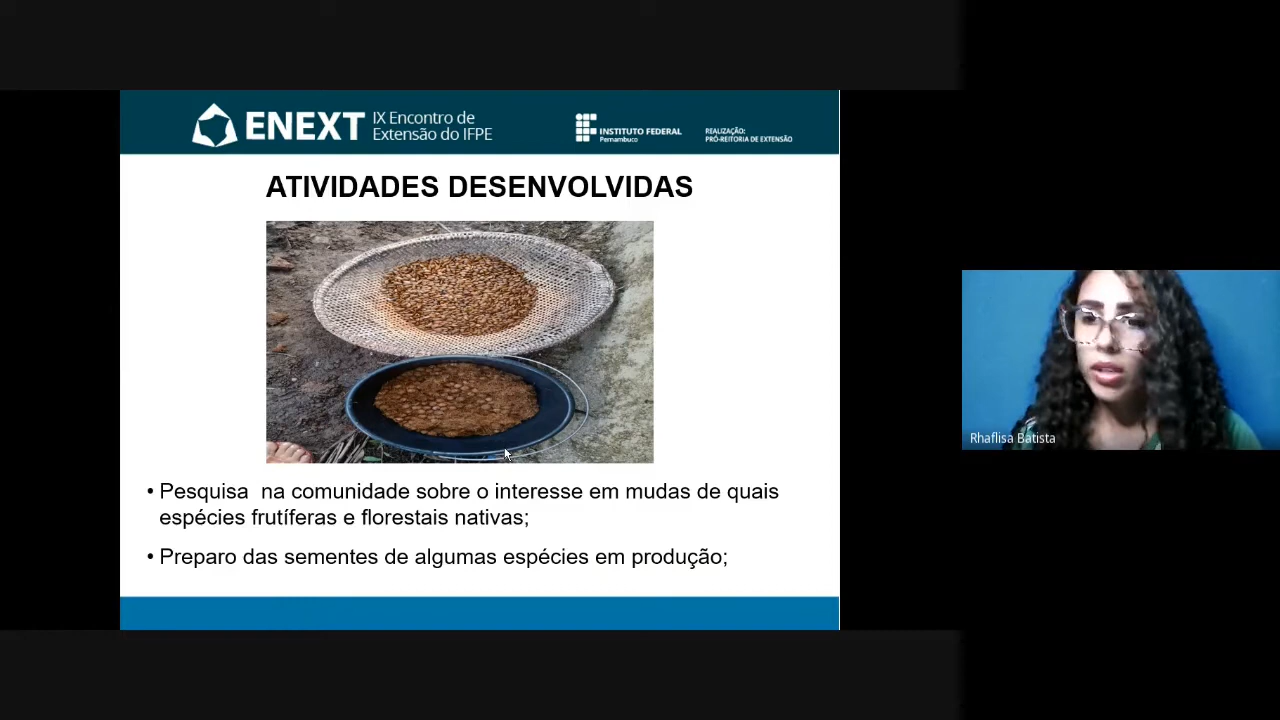 ENEXT
IX Encontro de
Extensão do IFPE
INSTITUTO FEDERAL
Pernambuco
REALIZAÇÃO:
PRÓ-REITORIA DE EXTENSÃO
ATIVIDADES DESENVOLVIDAS
• Pesquisa na comunidade sobre o interesse em mudas de quais
espécies frutíferas e florestais nativas;
• Preparo das sementes de algumas espécies em produção;
Rhaflisa Batista